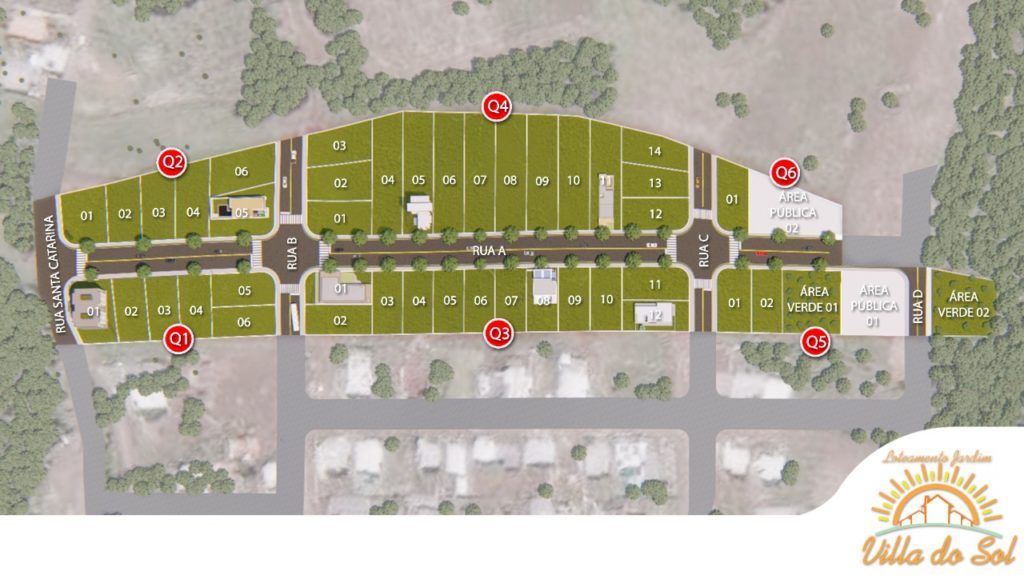 Q4
Q2
Q6
03
14
06
02
04
05
06
07
08
09
10
13
01
02
03
04
05
01
12
01
ÁREA
PÚBLICA
02
RUA SANTA CATARINA
RUA B
RUA A
RUA C
01
02
03
04
05
06
01
02
03
04
05
06
07
08
09
10
11
12
01
02
ÁREA
VERDE 01
ÁREA
PÚBLICA
01
RUA D
ÁREA
VERDE 02
Q1
Q3
Q5
Loteamento Jardim
Villa do Sol